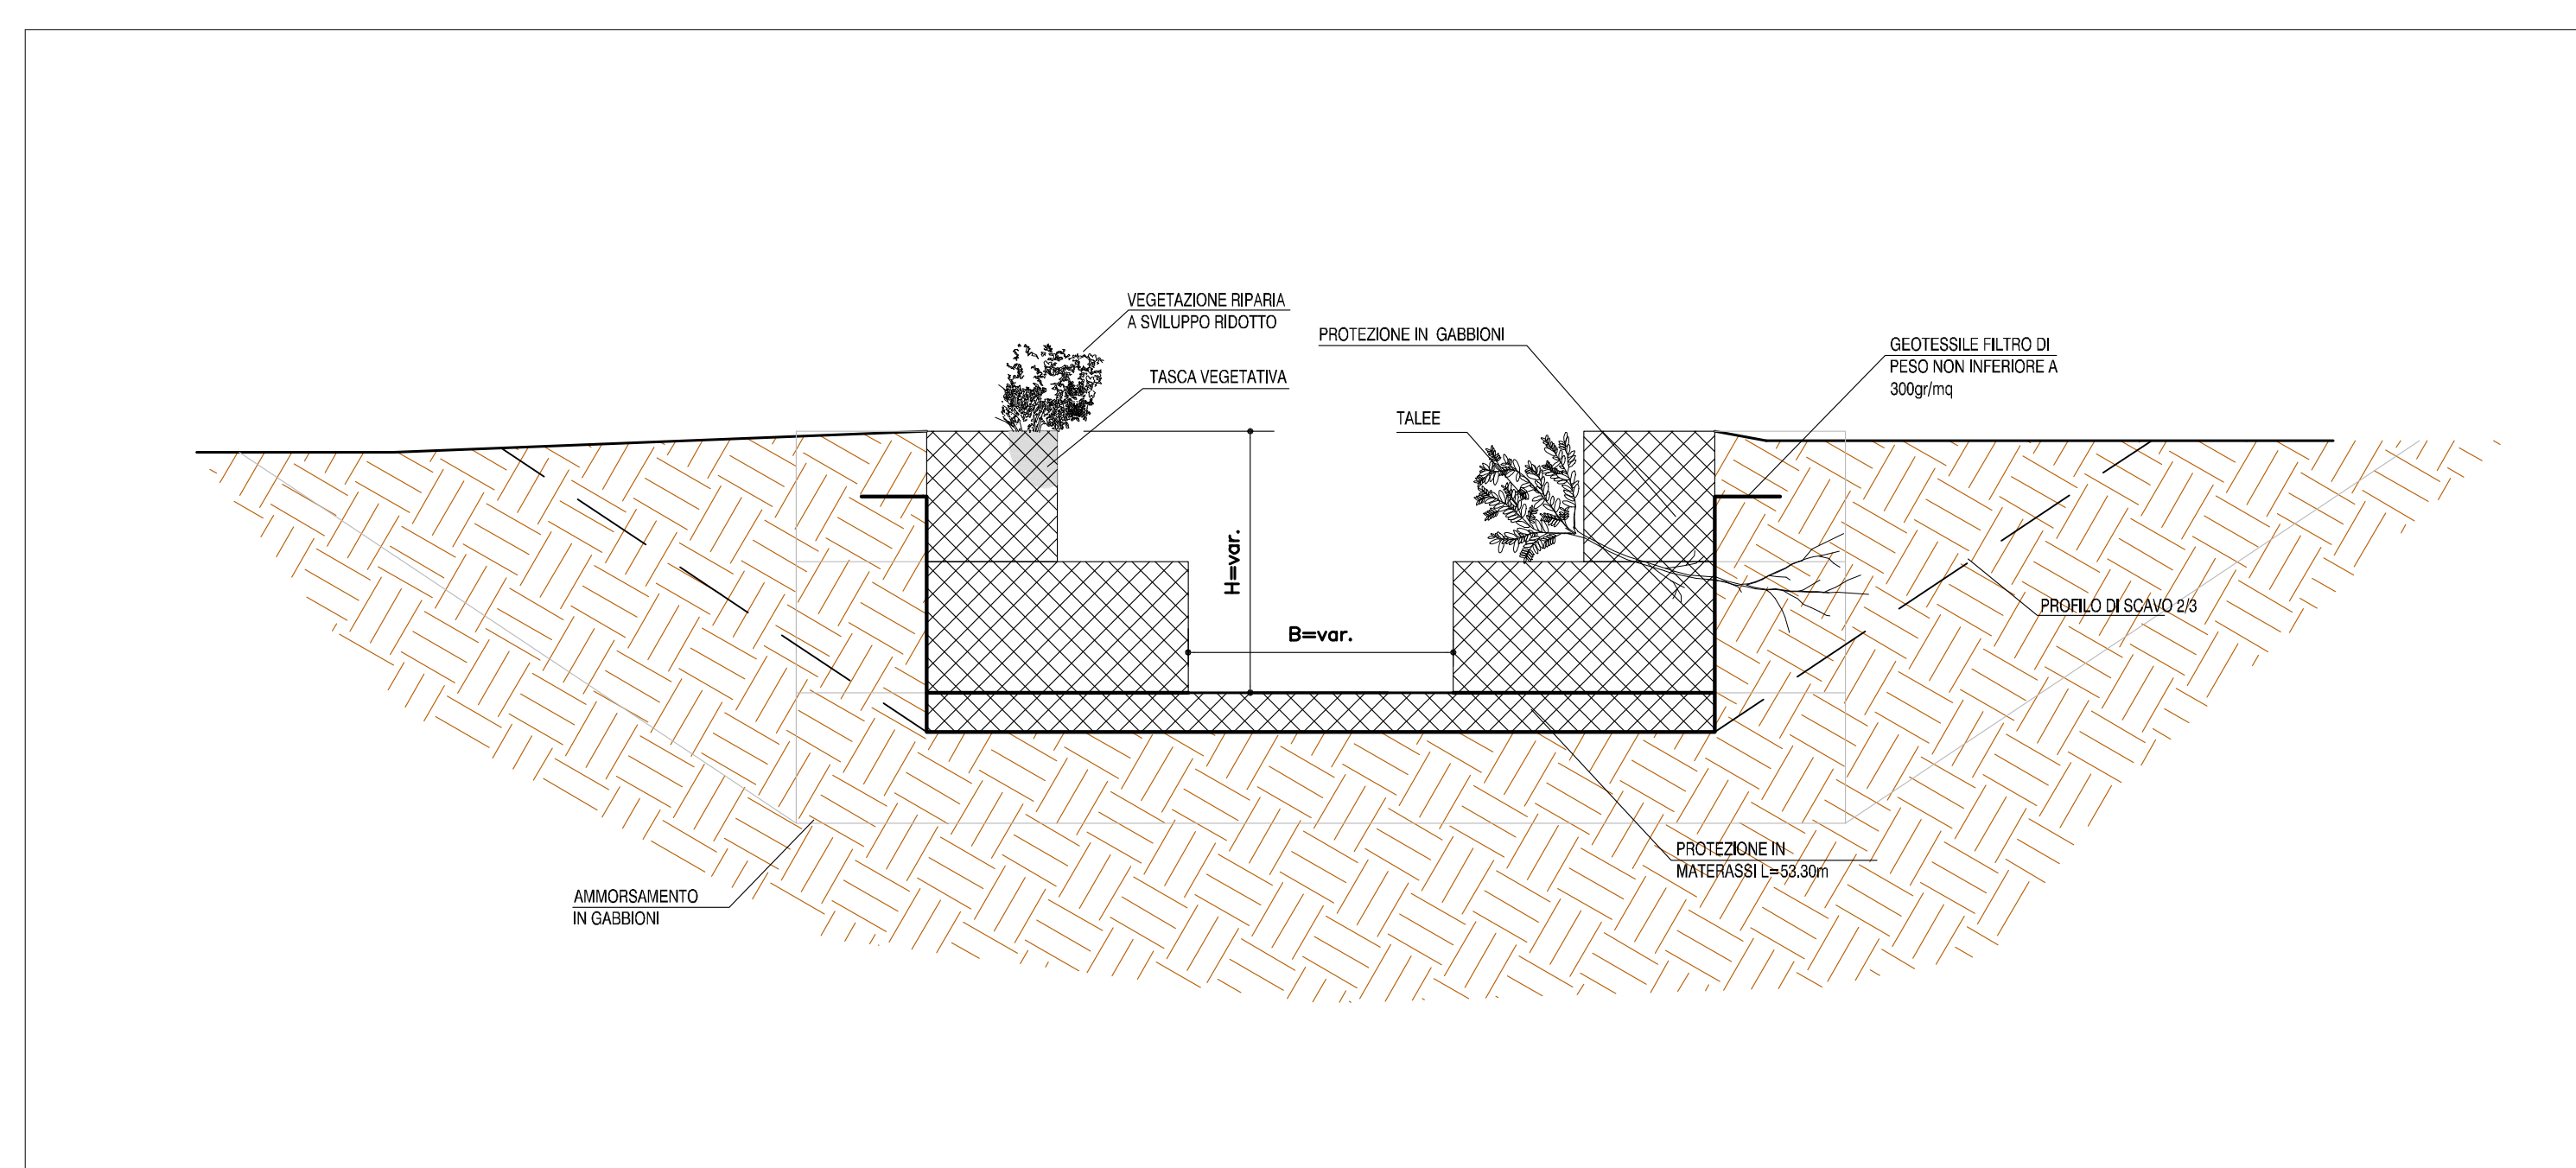 VEGETAZIONE RIPARIA
A SVILUPPO RIDOTTO
TASCA VEGETATIVA
PROTEZIONE IN GABBIONI
GEOTESSILE FILTRO DI
PESO NON INFERIORE A
300gr/mq
TALEE
H=var.
B=var.
PROFILO DI SCAVO 2/3
PROTEZIONE IN
MATERASSI L=53.30m
AMMORSAMENTO
IN GABBIONI